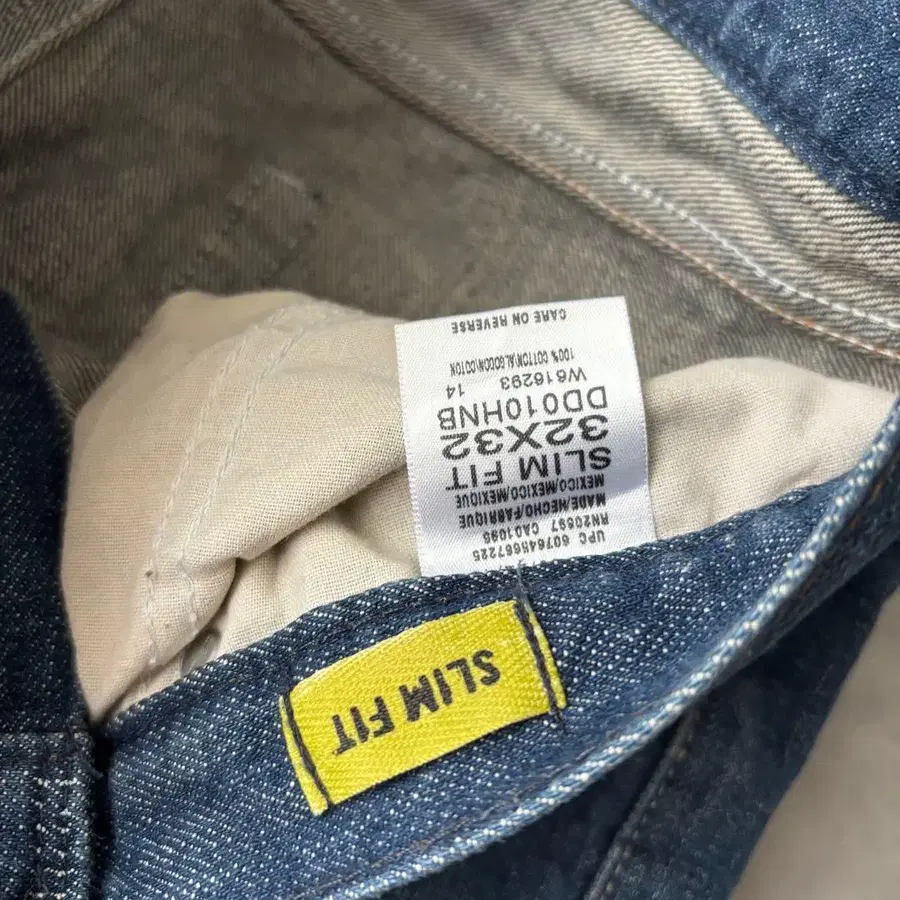 UPC 607645667225
RN20697 CA01095
MADE/HECHO/FABRIQUE
MEXICO/MEXICO/MEXIQUE
SLIM FIT
32X32
DD010HNB
W616293 14
100% COTTON/ALGODON/COTON
CARE ON REVERSE
SLIM FIT